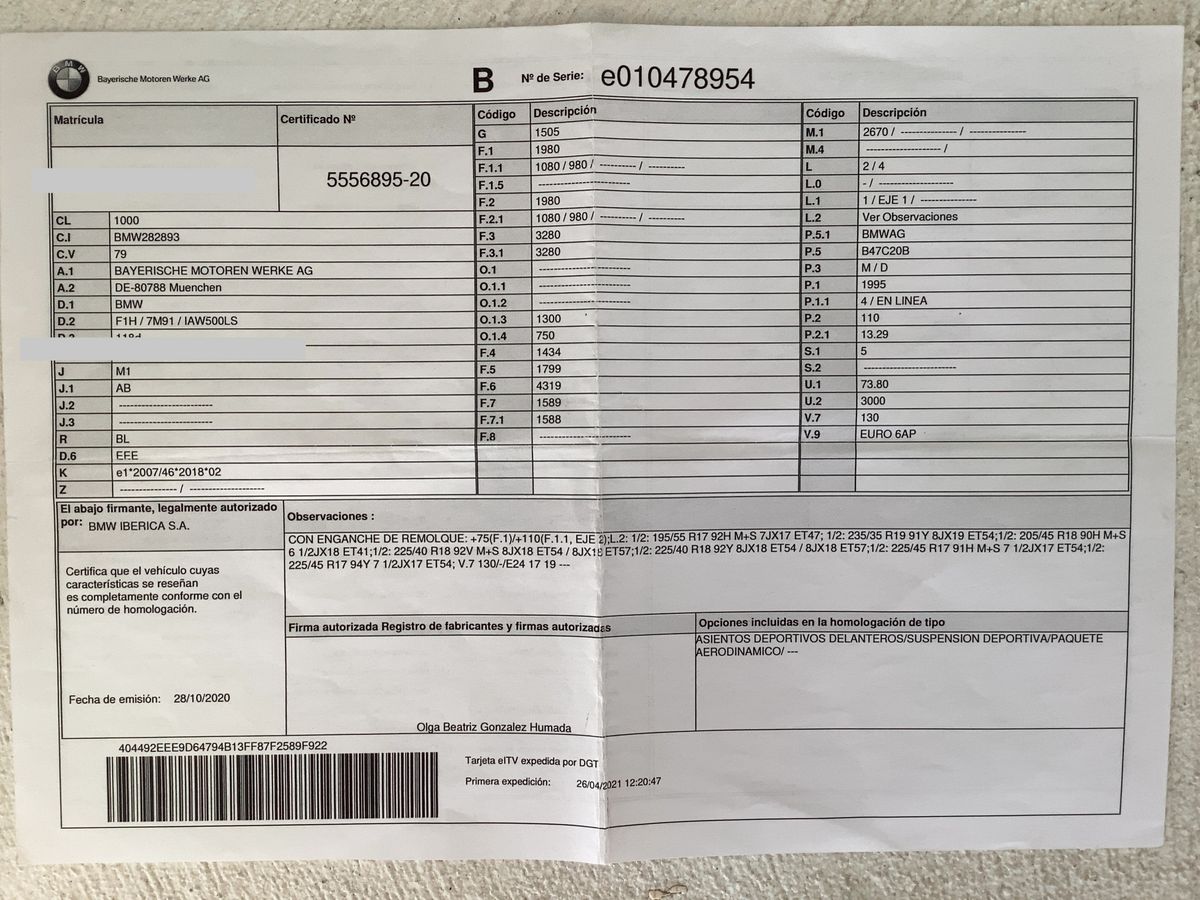 BMW
Bayerische Motoren Werke AG
B Nº de Serie: e010478954
Matrícula
Certificado Nº
5556895-20
CL 1000
C.I BMW282893
C.V 79
A.1 BAYERISCHE MOTOREN WERKE AG
A.2 DE-80788 Muenchen
D.1 BMW
D.2 F1H / 7M91 / IAW500LS
J M1
J.1 AB
J.2 -----------------------
J.3 -----------------------
R BL
D.6 EEE
K e1*2007/46*2018*02
Z -------------- / ------------------
Código Descripción
G 1505
F.1 1980
F.1.1 1080 / 980 / --------- / ---------
F.1.5 -----------------------
F.2 1980
F.2.1 1080 / 980 / --------- / ---------
F.3 3280
F.3.1 3280
O.1 -----------------------
O.1.1 -----------------------
O.1.2 -----------------------
O.1.3 1300
O.1.4 750
F.4 1434
F.5 1799
F.6 4319
F.7 1589
F.7.1 1588
F.8 -----------------------
Código Descripción
M.1 2670 / -------------- / --------------
M.4 ------------------ /
L 2 / 4
L.0 - / ------------------
L.1 1 / EJE 1 / --------------
L.2 Ver Observaciones
P.5.1 BMWAG
P.5 B47C20B
P.3 M / D
P.1 1995
P.1.1 4 / EN LINEA
P.2 110
P.2.1 13.29
S.1 5
S.2 -----------------------
U.1 73.80
U.2 3000
V.7 130
V.9 EURO 6AP
El abajo firmante, legalmente autorizado
por: BMW IBERICA S.A.
Certifica que el vehículo cuyas
características se reseñan
es completamente conforme con el
número de homologación.
Fecha de emisión: 28/10/2020
Observaciones :
CON ENGANCHE DE REMOLQUE: +75(F.1)/+110(F.1.1, EJE 2);L.2: 1/2: 195/55 R17 92H M+S 7JX17 ET47; 1/2: 235/35 R19 91Y 8JX19 ET54;1/2: 205/45 R18 90H M+S
6 1/2JX18 ET41;1/2: 225/40 R18 92V M+S 8JX18 ET54 / 8JX18 ET57;1/2: 225/40 R18 92Y 8JX18 ET54 / 8JX18 ET57;1/2: 225/45 R17 91H M+S 7 1/2JX17 ET54;1/2:
225/45 R17 94Y 7 1/2JX17 ET54; V.7 130/-/E24 17 19 ---
Firma autorizada Registro de fabricantes y firmas autorizadas
Olga Beatriz Gonzalez Humada
Opciones incluidas en la homologación de tipo
ASIENTOS DEPORTIVOS DELANTEROS/SUSPENSION DEPORTIVA/PAQUETE
AERODINAMICO/ ---
404492EEE9D64794B13FF87F2589F922
Tarjeta eITV expedida por DGT
Primera expedición: 26/04/2021 12:20:47